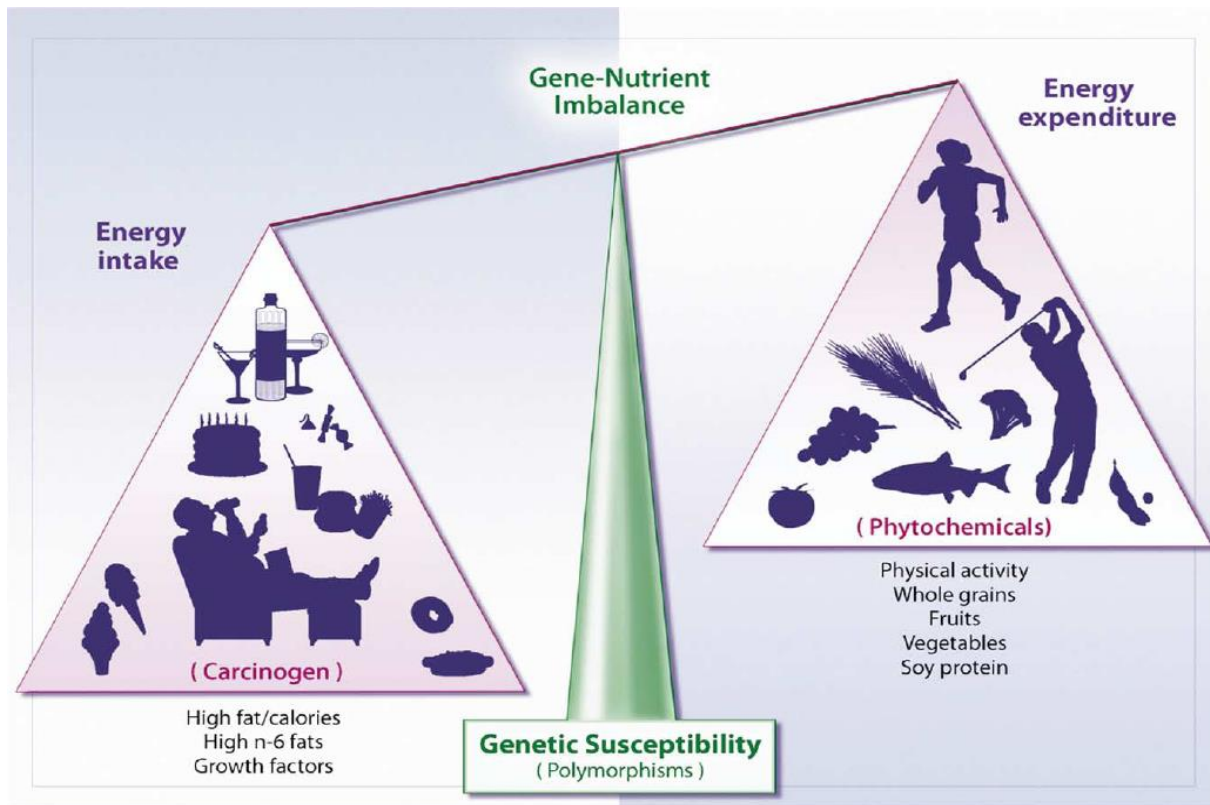 Gene-Nutrient
Imbalance
Energy
expenditure
Energy
intake
( Carcinogen )
High fat/calories
High n-6 fats
Growth factors
( Phytochemicals)
Physical activity
Whole grains
Fruits
Vegetables
Soy protein
Genetic Susceptibility
( Polymorphisms )